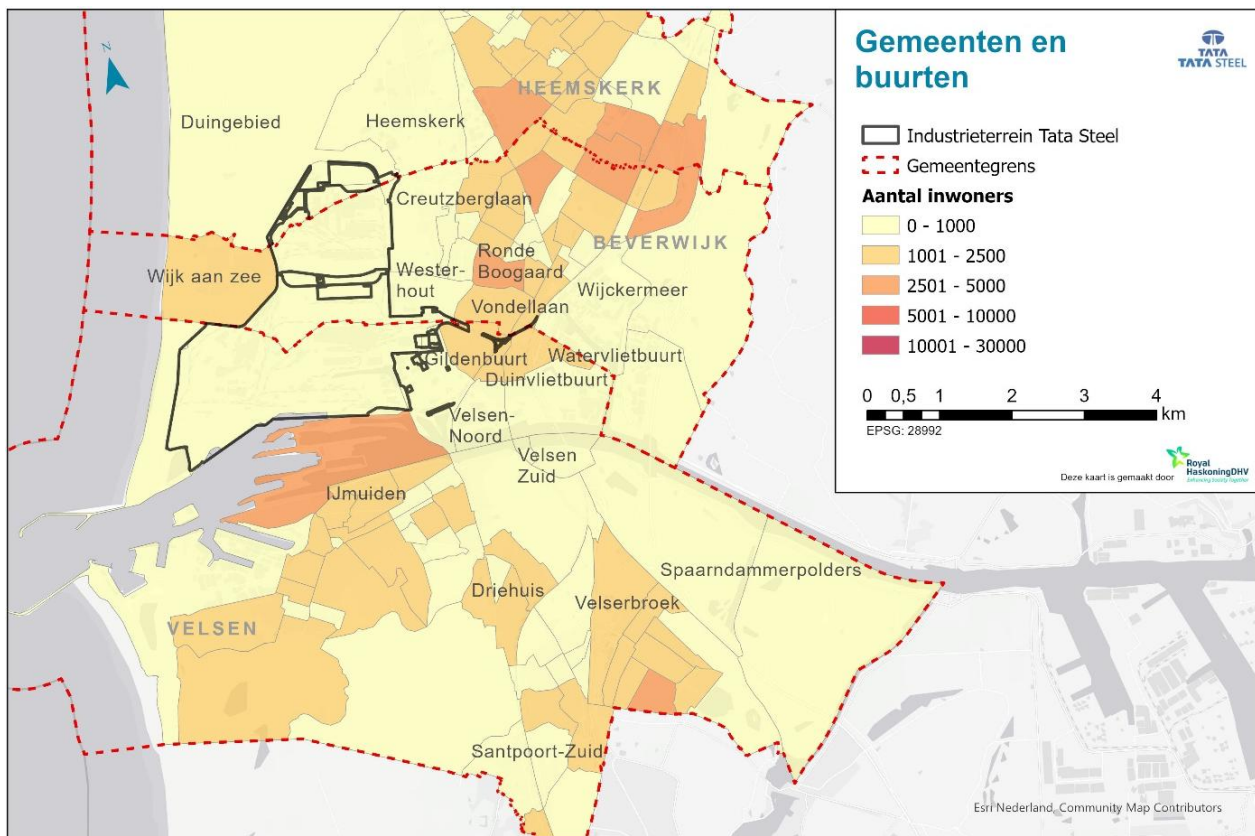 Gemeenten en
buurten
TATA
TATA STEEL
Industrieterrein Tata Steel
Gemeentegrens
Aantal inwoners
0 - 1000
1001 - 2500
2501 - 5000
5001 - 10000
10001 - 30000
0 0,5 1 2 3 4
km
EPSG: 28992
Deze kaart is gemaakt door
Royal
HaskoningDHV
Enhancing Society Together
N
HEEMSKERK
Duingebied
Heemskerk
Creutzberglaan
BEVERWIJK
Ronde
Boogaard
Wijk aan zee
Wester-
hout
Wijckermeer
Vondellaan
Gildenbuurt
Watervlietbuurt
Duinvlietbuurt
Velsen-
Noord
Velsen
Zuid
IJmuiden
Spaarndammerpolders
Driehuis
Velserbroek
VELSEN
Santpoort-Zuid
Esri Nederland, Community Map Contributors